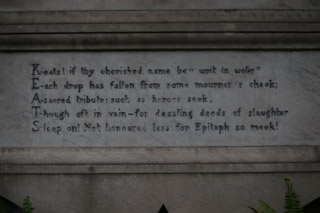 Keats! if thy cherished name be "writ in water"
Each drop has fallen from some mourner's cheek;
A sacred tribute; such as heroes seek,
Though oft in vain - for dazzling deeds of slaughter
Sleep on! Not honoured less for Epitaph so meek!